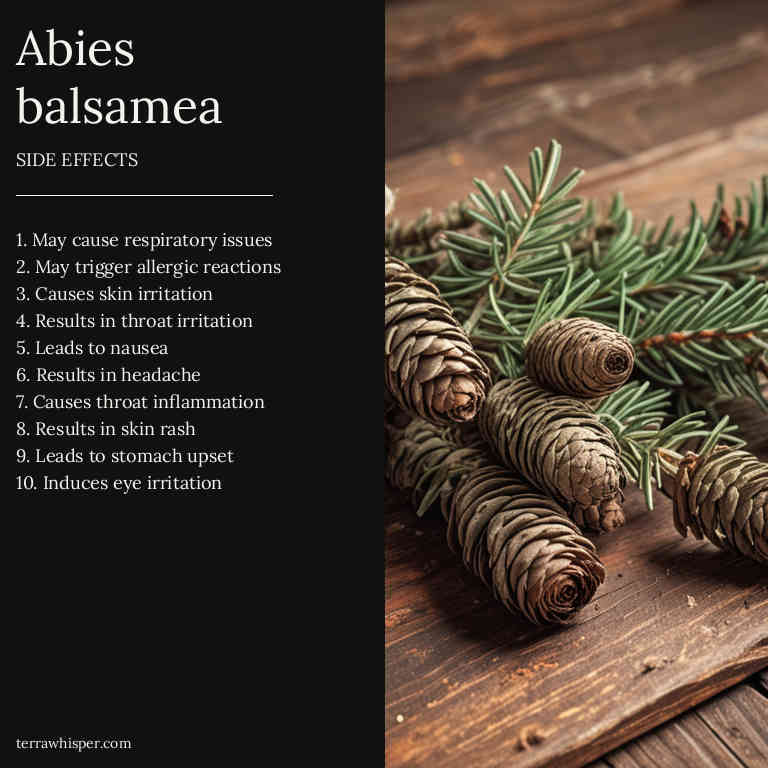 Abies
balsamea
SIDE EFFECTS
1. May cause respiratory issues
2. May trigger allergic reactions
3. Causes skin irritation
4. Results in throat irritation
5. Leads to nausea
6. Results in headache
7. Causes throat inflammation
8. Results in skin rash
9. Leads to stomach upset
10. Induces eye irritation
terrawhisper.com